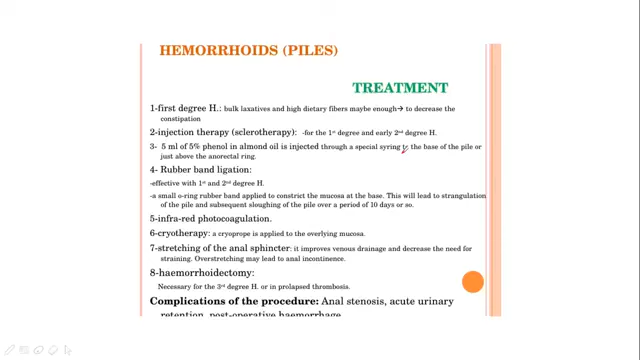 HEMORRHOIDS (PILES)
TREATMENT
1-first degree H.: bulk laxatives and high dietary fibers maybe enough→ to decrease the
constipation
2-injection therapy (sclerotherapy): -for the 1st degree and early 2nd degree H.
3- 5 ml of 5% phenol in almond oil is injected through a special syring to the base of the pile or
just above the anorectal ring.
4- Rubber band ligation:
-effective with 1st and 2nd degree H.
-a small o-ring rubber band applied to constrict the mucosa at the base. This will lead to strangulation
of the pile and subsequent sloughing of the pile over a period of 10 days or so.
5-infra-red photocoagulation.
6-cryotherapy: a cryoprope is applied to the overlying mucosa.
7-stretching of the anal sphincter: it improves venous drainage and decrease the need for
straining. Overstretching may lead to anal incontinence.
8-haemorrhoidectomy:
Necessary for the 3rd degree H. or in prolapsed thrombosis.
Complications of the procedure: Anal stenosis, acute urinary
retention, post-operative haemorrhage